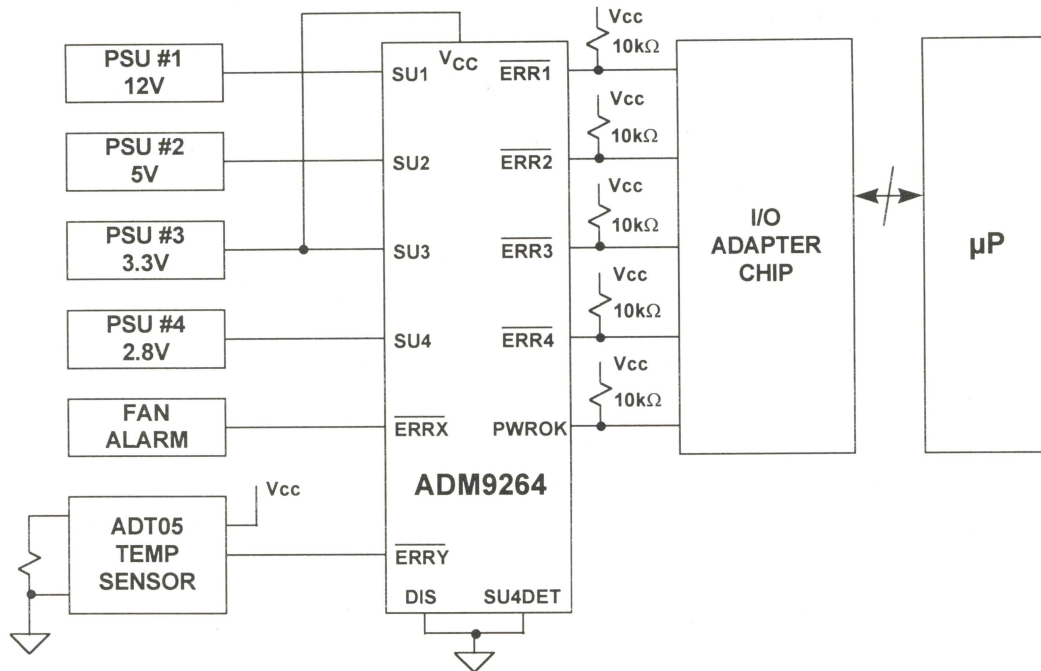 PSU #1
12V
PSU #2
5V
PSU #3
3.3V
PSU #4
2.8V
FAN
ALARM
ADT05
TEMP
SENSOR
Vcc
VCC
SU1
SU2
SU3
SU4
ERRX
ERRY
ERR1
ERR2
ERR3
ERR4
PWROK
ADM9264
DIS
SU4DET
Vcc
10kΩ
Vcc
10kΩ
Vcc
10kΩ
Vcc
10kΩ
Vcc
10kΩ
I/O
ADAPTER
CHIP
µP